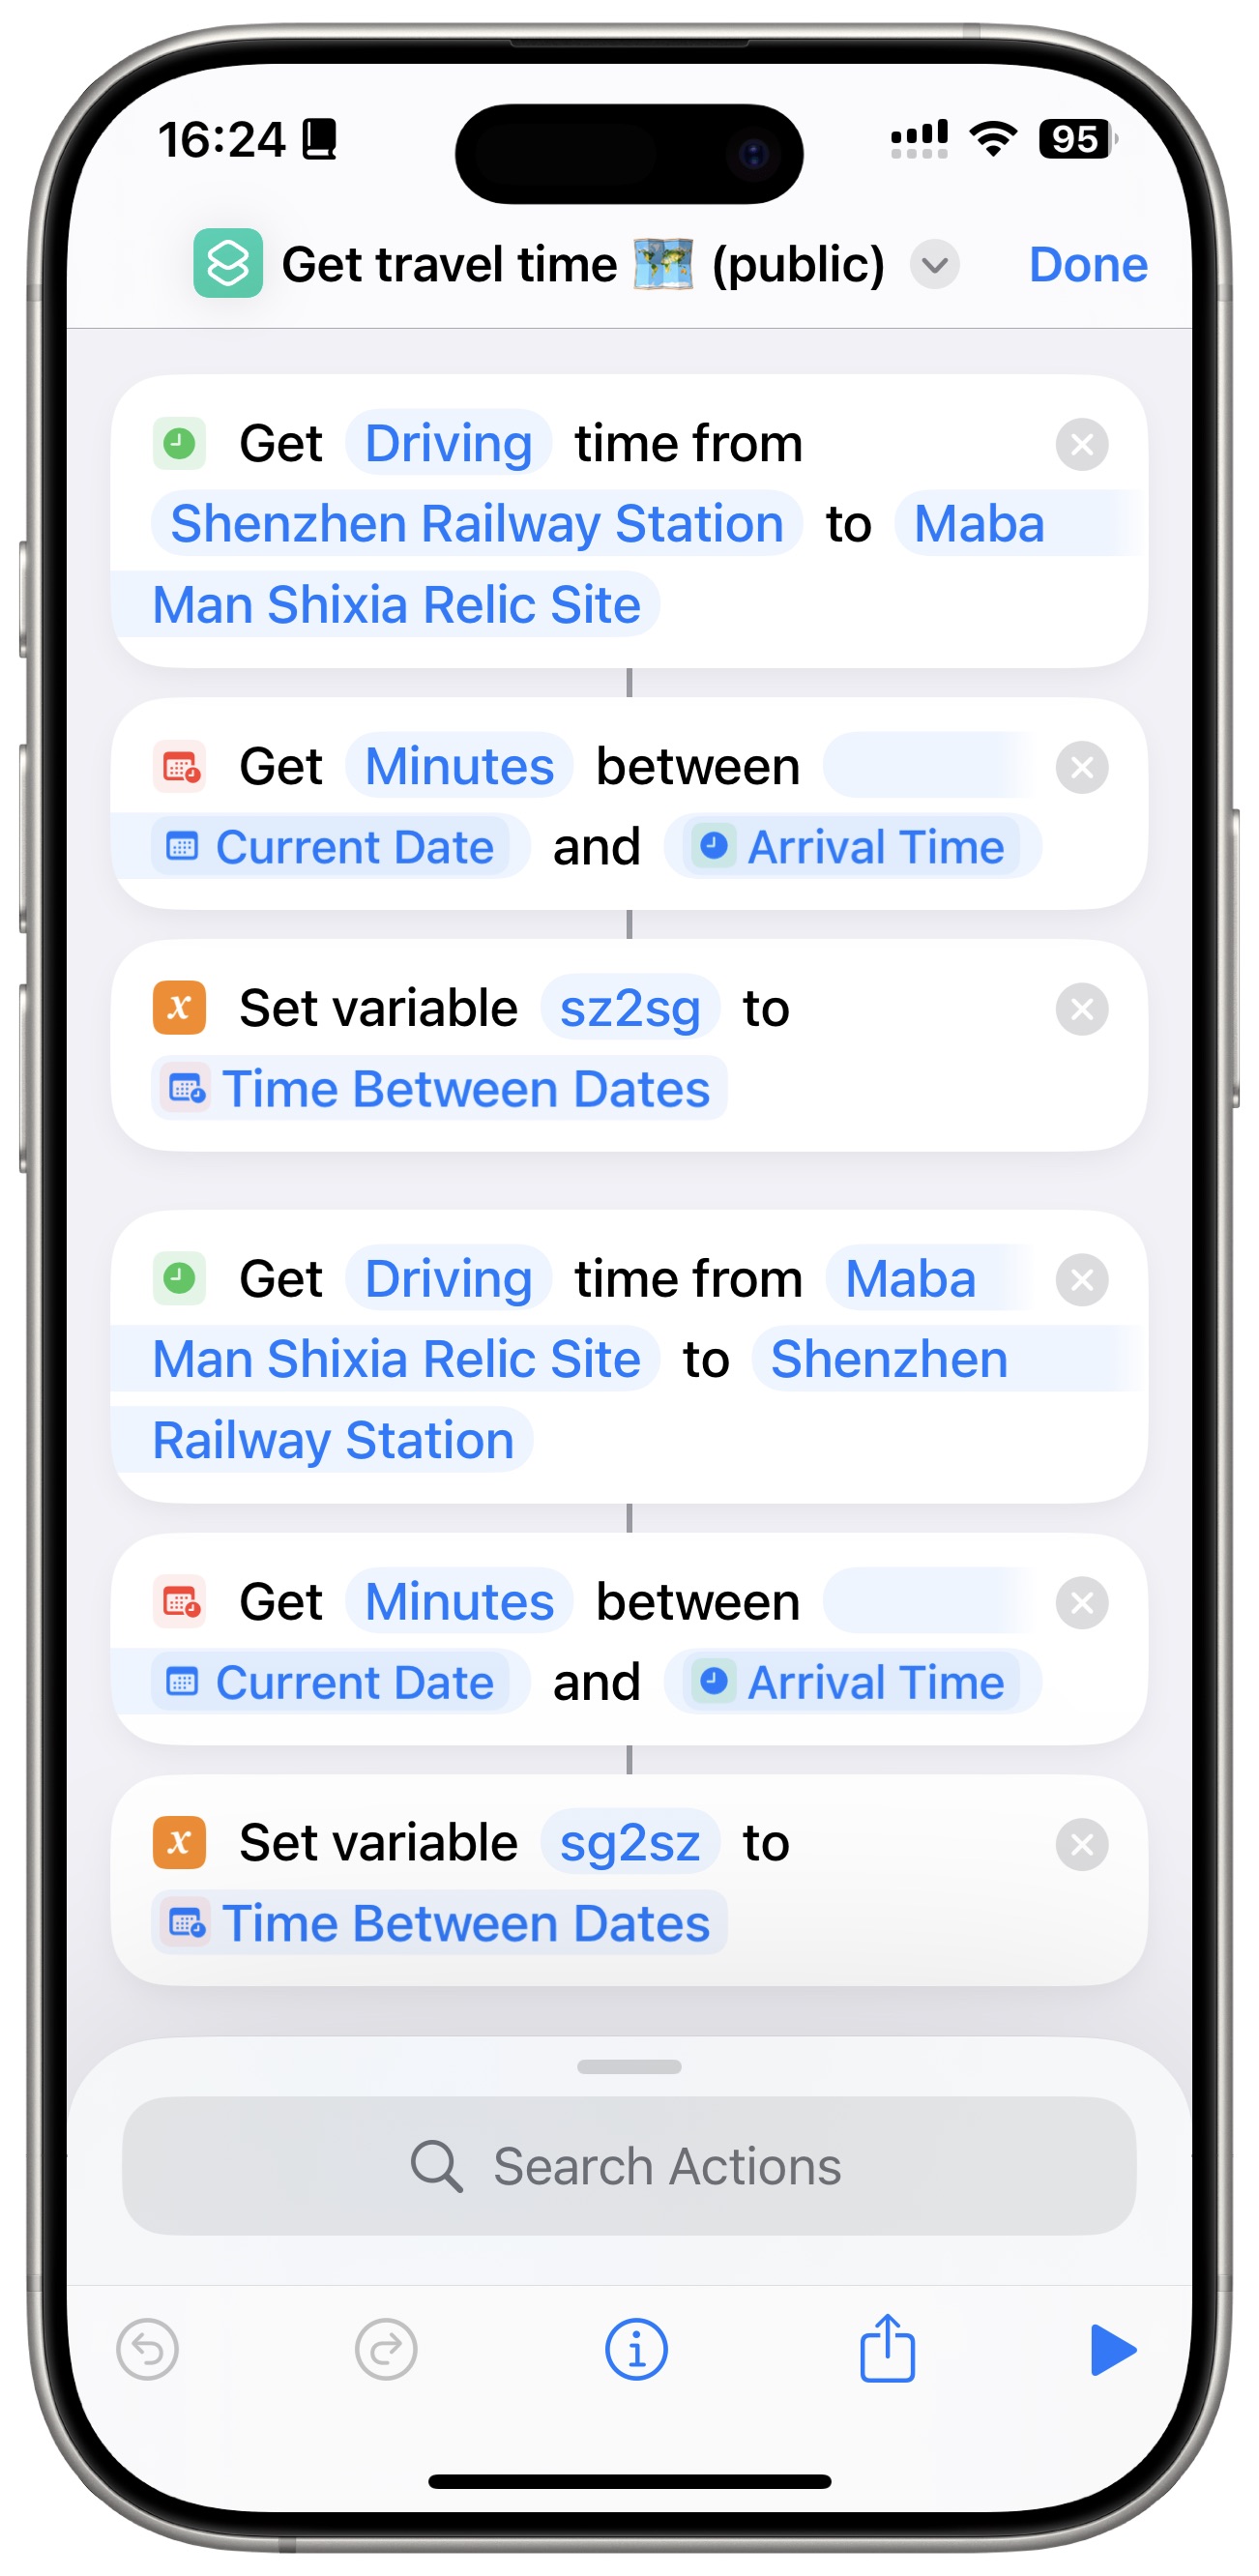 16:24
95
Get travel time 🗺️ (public)
Done
Get Driving time from
Shenzhen Railway Station to Maba
Man Shixia Relic Site
Get Minutes between
Current Date and Arrival Time
Set variable sz2sg to
Time Between Dates
Get Driving time from Maba
Man Shixia Relic Site to Shenzhen
Railway Station
Get Minutes between
Current Date and Arrival Time
Set variable sg2sz to
Time Between Dates
Search Actions